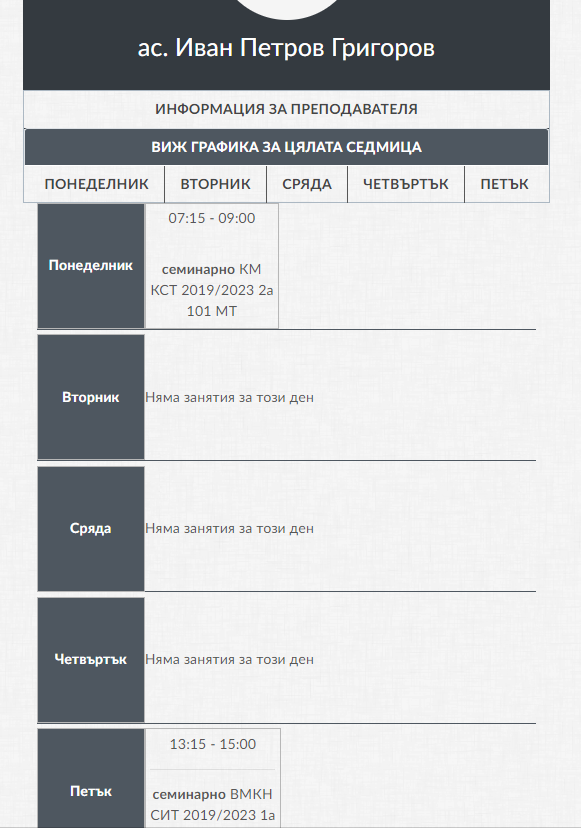 ас. Иван Петров Григоров
ИНФОРМАЦИЯ ЗА ПРЕПОДАВАТЕЛЯ
ВИЖ ГРАФИКА ЗА ЦЯЛАТА СЕДМИЦА
ПОНЕДЕЛНИК ВТОРНИК СРЯДА ЧЕТВЪРТЪК ПЕТЪК
Понеделник
07:15 - 09:00
семинарно КМ
КСТ 2019/2023 2а
101 МТ
Вторник
Няма занятия за този ден
Сряда
Няма занятия за този ден
Четвъртък
Няма занятия за този ден
Петък
13:15 - 15:00
семинарно ВМКН
СИТ 2019/2023 1а